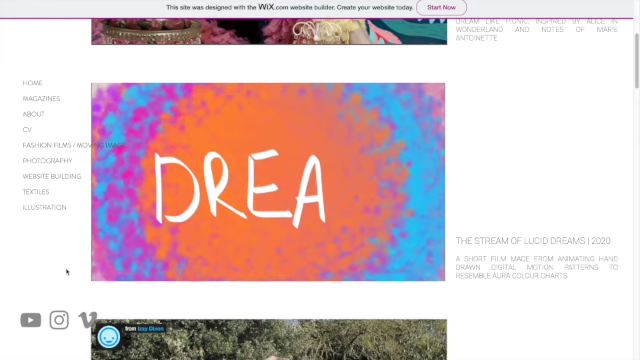 This site was designed with the WiX.com website builder. Create your website today. Start Now
DREAM LIKE PICNIC, INSPIRED BY ALICE IN
WONDERLAND AND NOTES OF MARIE
ANTOINETTE
HOME
MAGAZINES
ABOUT
CV
FASHION FILMS / MOVING IMAGE
PHOTOGRAPHY
WEBSITE BUILDING
TEXTILES
ILLUSTRATION
DREA
THE STREAM OF LUCID DREAMS | 2020
A SHORT FILM MADE FROM ANIMATING HAND
DRAWN DIGITAL MOTION PATTERNS TO
RESEMBLE AURA COLOUR CHARTS
from Izzy Dixon